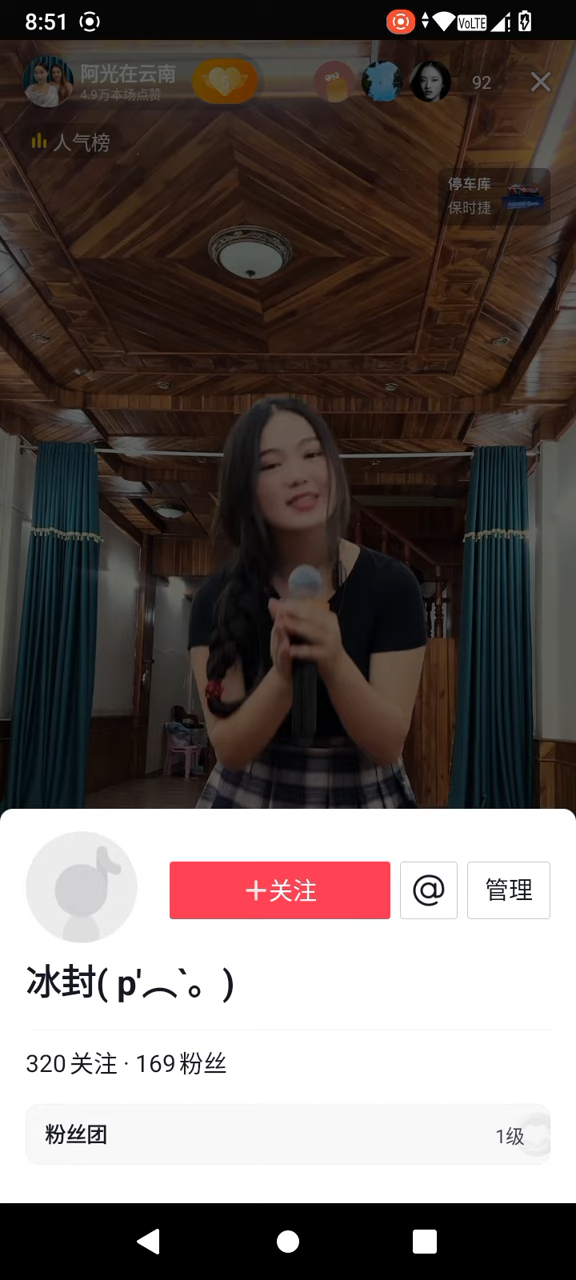 8:51
VoLTE
阿光在云南
4.9万本场点赞
92
人气榜
停车库
保时捷
+关注
@
管理
冰封( p'︵‵。)
320关注 · 169粉丝
粉丝团
1级